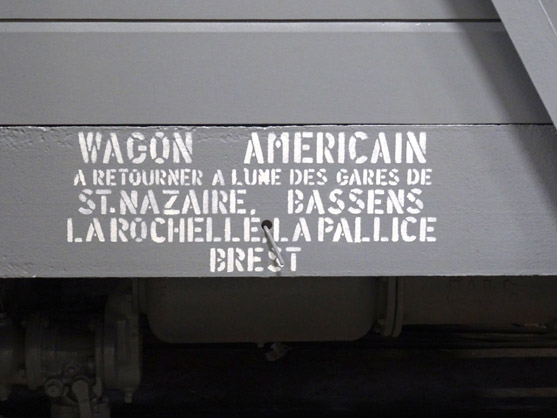 WAGON AMERICAIN
A RETOURNER A LUNE DES GARES DE
ST. NAZAIRE, BASSENS
LA ROCHELLE, LA PALLICE
BREST